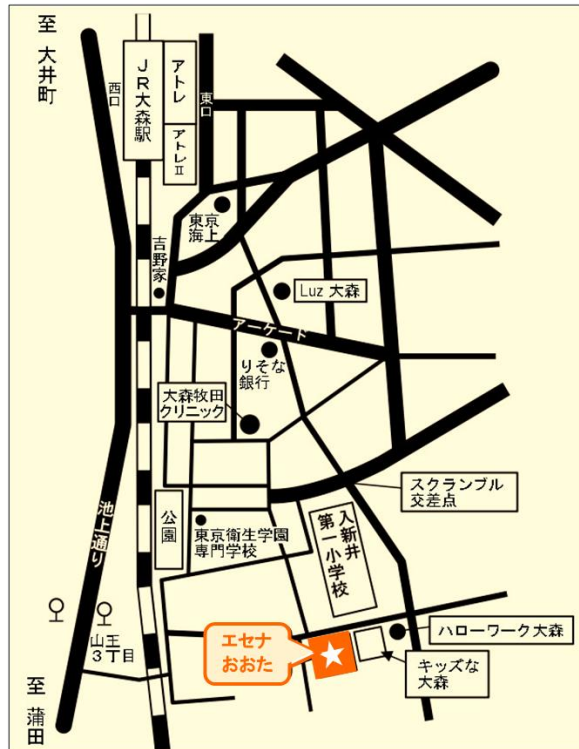 至 大井町
西口
JR大森駅
アトレ
アトレⅡ
東口
東京
海上
吉野家
Luz 大森
アーケード
りそな
銀行
大森牧田
クリニック
スクランブル
交差点
池上通り
公園
東京衛生学園
専門学校
入新井
第一小学校
山王
3丁目
エセナ
おおた
ハローワーク大森
キッズな
大森
至 蒲田